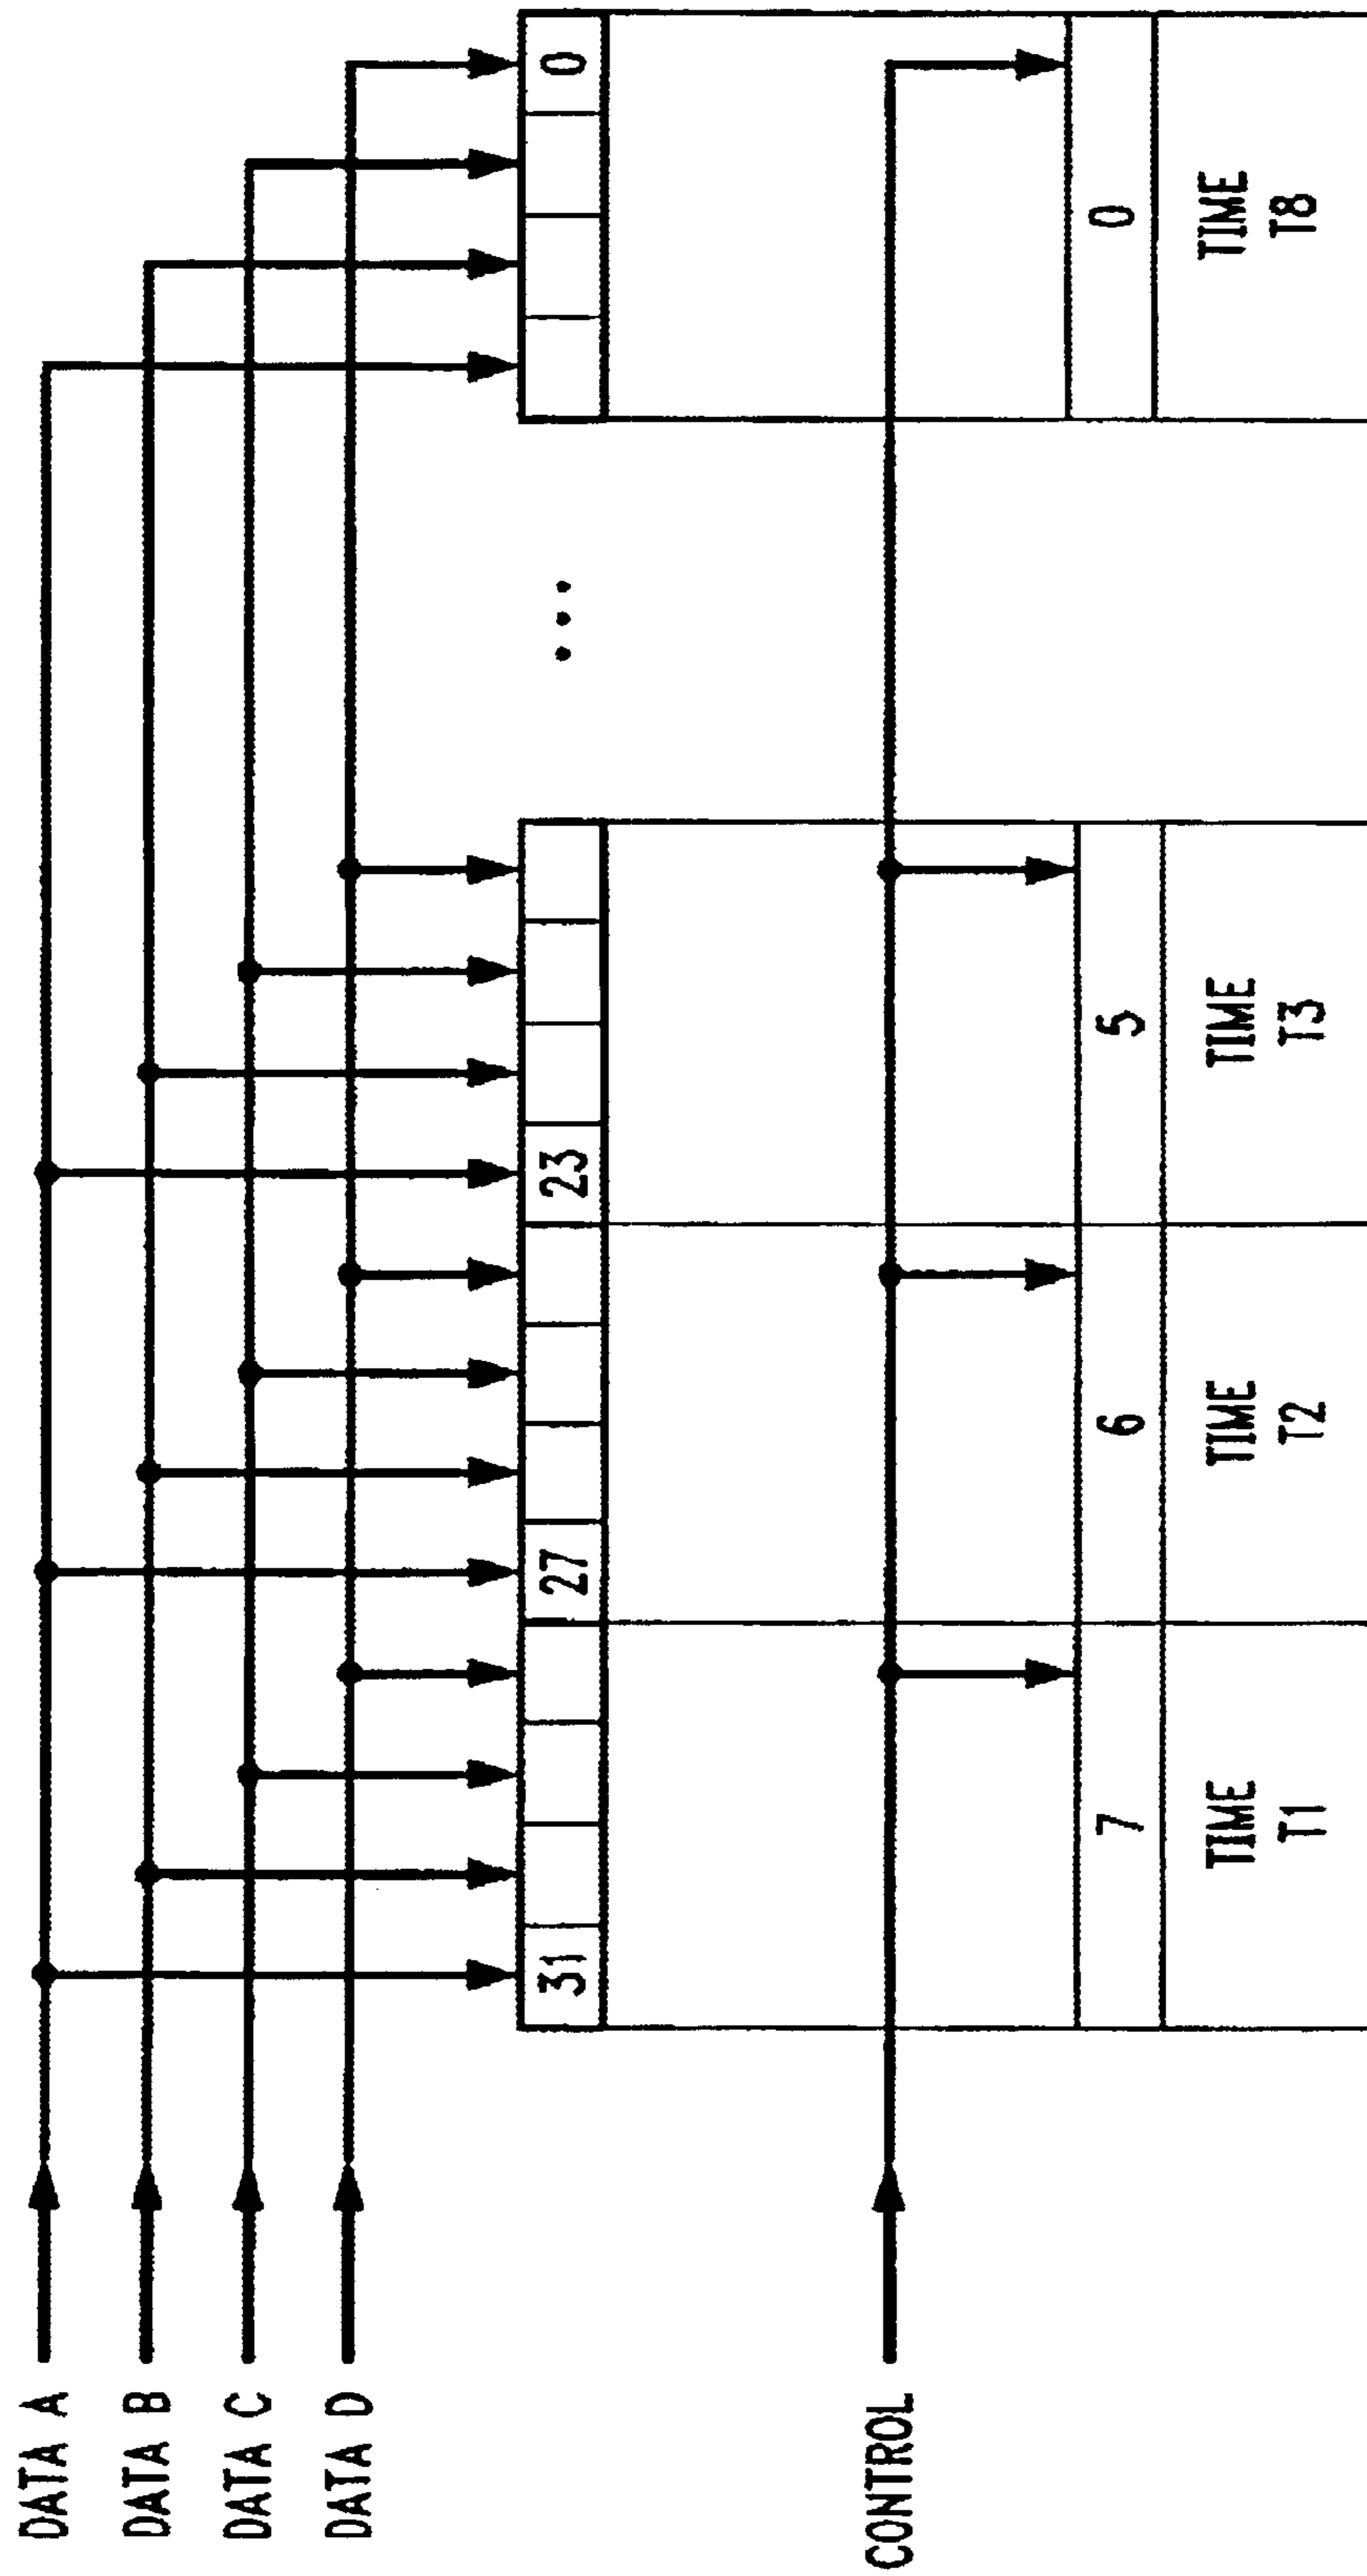 DATA A
DATA B
DATA C
DATA D
31
27
23
...
0
CONTROL
7
6
5
0
TIME
T1
TIME
T2
TIME
T3
TIME
T8